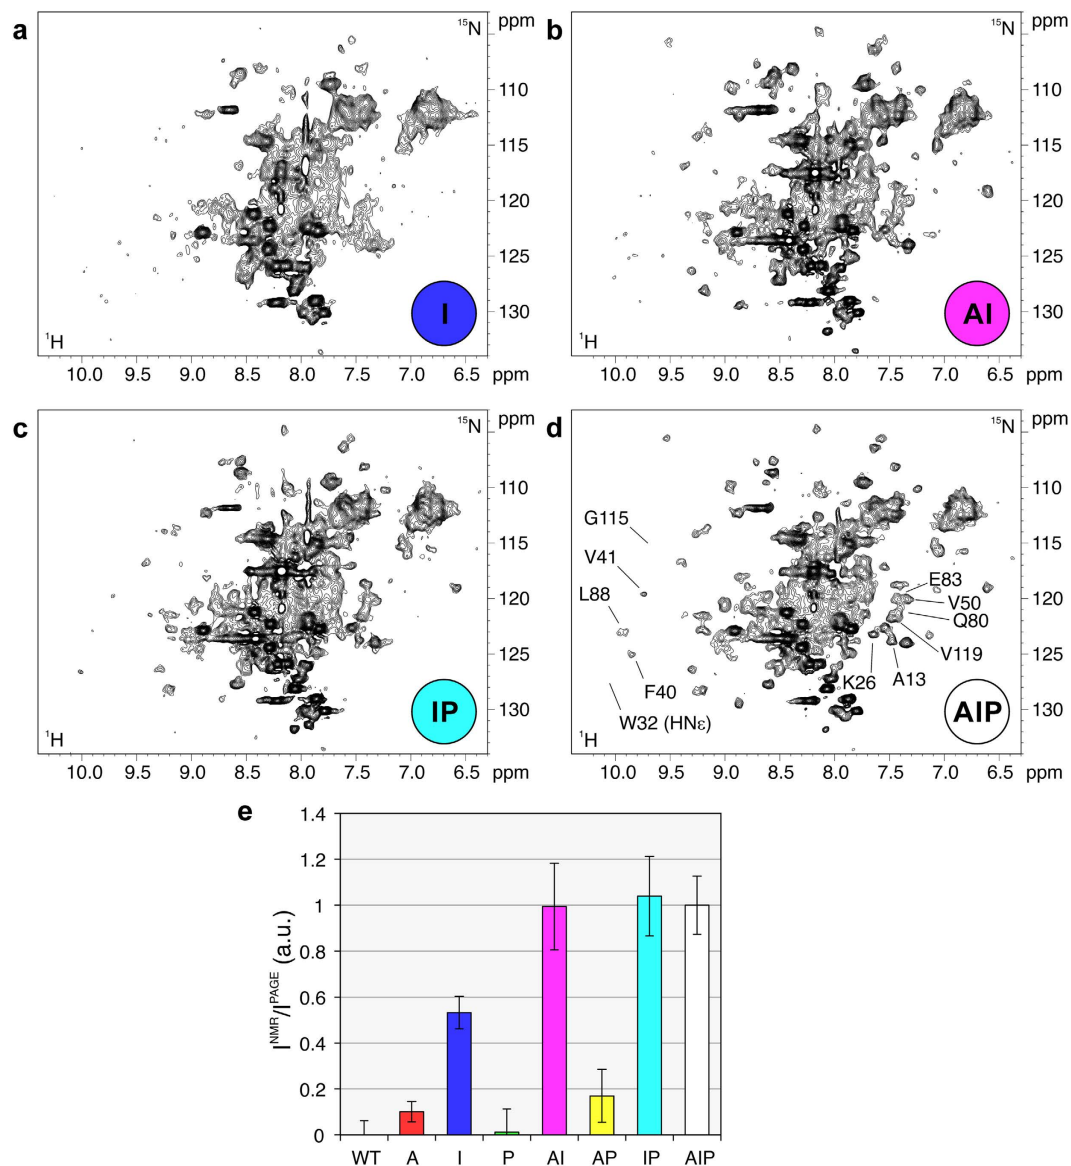 a
¹⁵N
ppm
110
115
120
125
130
I
¹H
10.0 9.5 9.0 8.5 8.0 7.5 7.0 6.5 ppm
b
¹⁵N
ppm
110
115
120
125
130
AI
¹H
10.0 9.5 9.0 8.5 8.0 7.5 7.0 6.5 ppm
c
¹⁵N
ppm
110
115
120
125
130
IP
¹H
10.0 9.5 9.0 8.5 8.0 7.5 7.0 6.5 ppm
d
¹⁵N
ppm
110
115
120
125
130
G115
V41
L88
F40
W32 (HNε)
E83
V50
Q80
V119
K26
A13
AIP
¹H
10.0 9.5 9.0 8.5 8.0 7.5 7.0 6.5 ppm
e
1.4
1.2
1
0.8
0.6
0.4
0.2
0
I^NMR/I^PAGE (a.u.)
WT A I P AI AP IP AIP